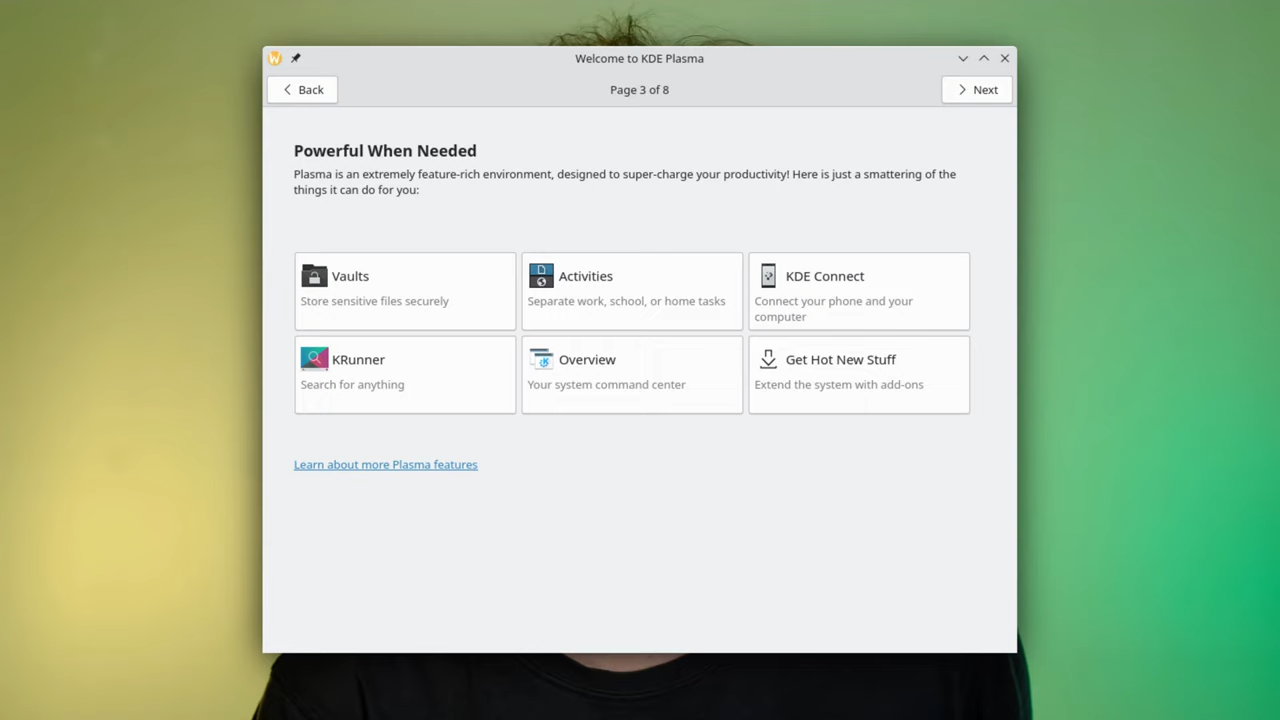 W
Welcome to KDE Plasma
Back
Page 3 of 8
Next
Powerful When Needed
Plasma is an extremely feature-rich environment, designed to super-charge your productivity! Here is just a smattering of the
things it can do for you:
Vaults
Store sensitive files securely
Activities
Separate work, school, or home tasks
KDE Connect
Connect your phone and your
computer
KRunner
Search for anything
Overview
Your system command center
Get Hot New Stuff
Extend the system with add-ons
Learn about more Plasma features